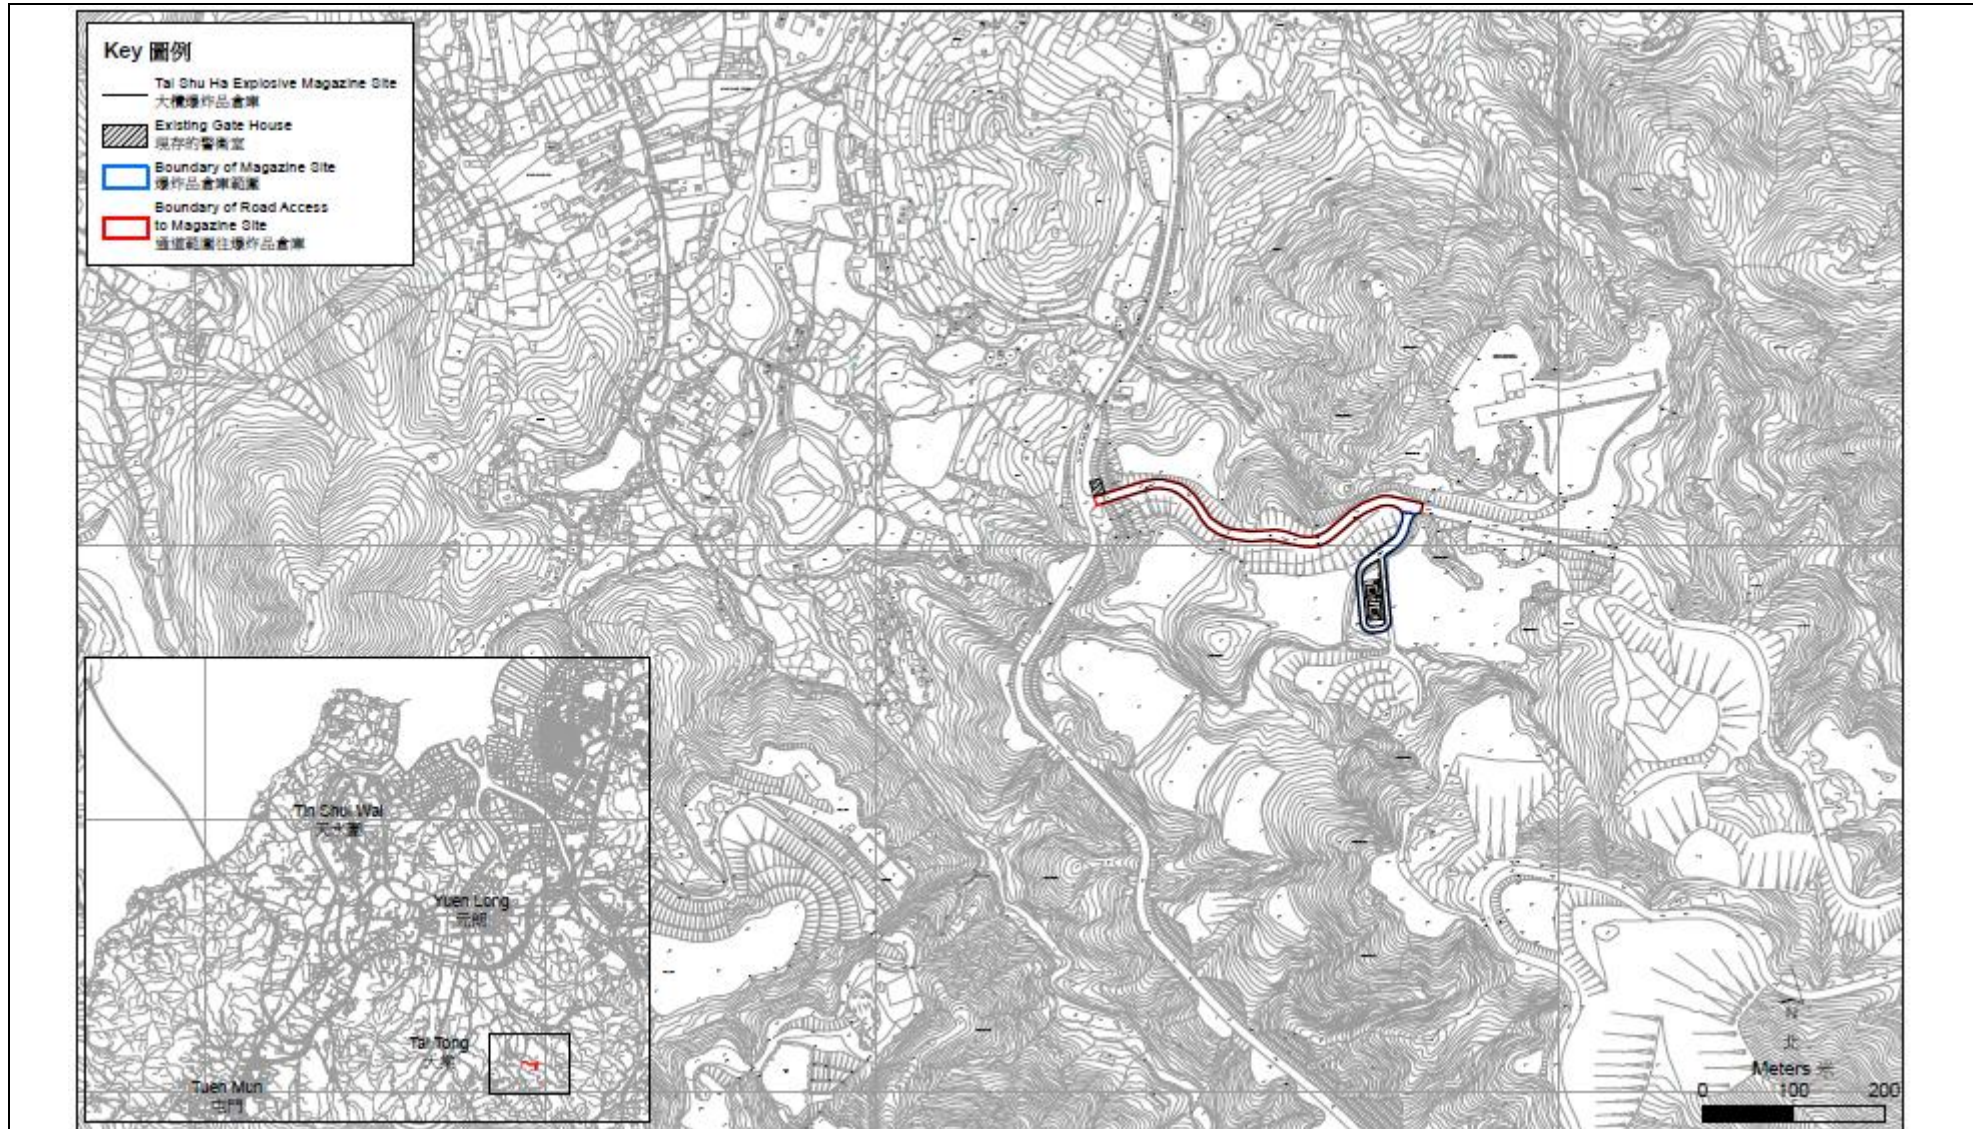 Key 圖例
Tai Shu Ha Explosive Magazine Site
大欖爆炸品倉庫
Existing Gate House
現存的警衛室
Boundary of Magazine Site
爆炸品倉庫範圍
Boundary of Road Access
to Magazine Site
通道範圍往爆炸品倉庫
Tin Shui Wai
天水圍
Yuen Long
元朗
Tai Tong
大棠
Tuen Mun
屯門
N
北
Meters 米
0 100 200